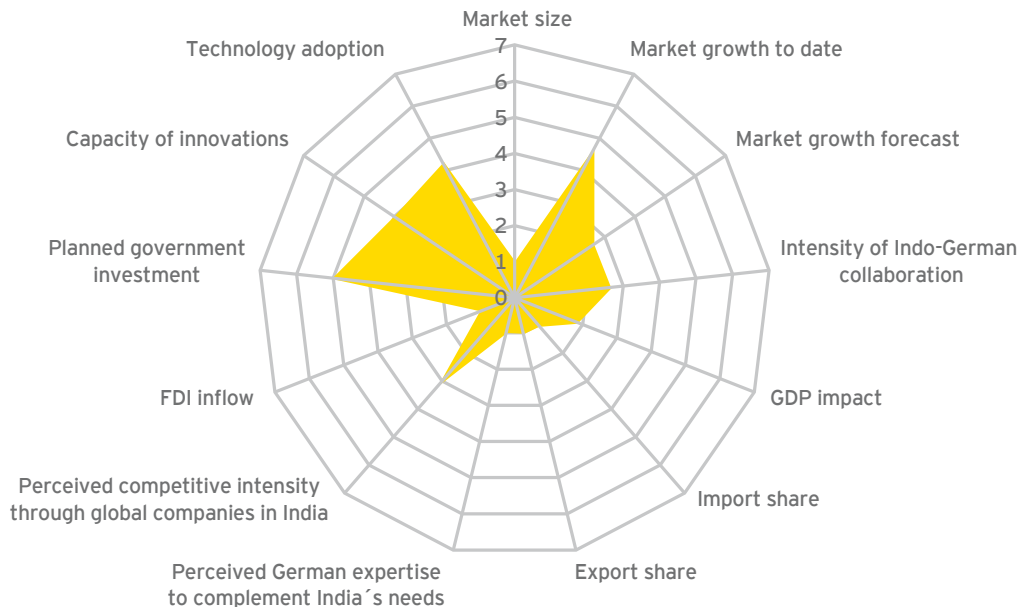 Market size
Technology adoption
Market growth to date
Capacity of innovations
Market growth forecast
Planned government
investment
Intensity of Indo-German
collaboration
FDI inflow
GDP impact
Perceived competitive intensity
through global companies in India
Import share
Perceived German expertise
to complement India´s needs
Export share
7
6
5
4
3
2
1
0